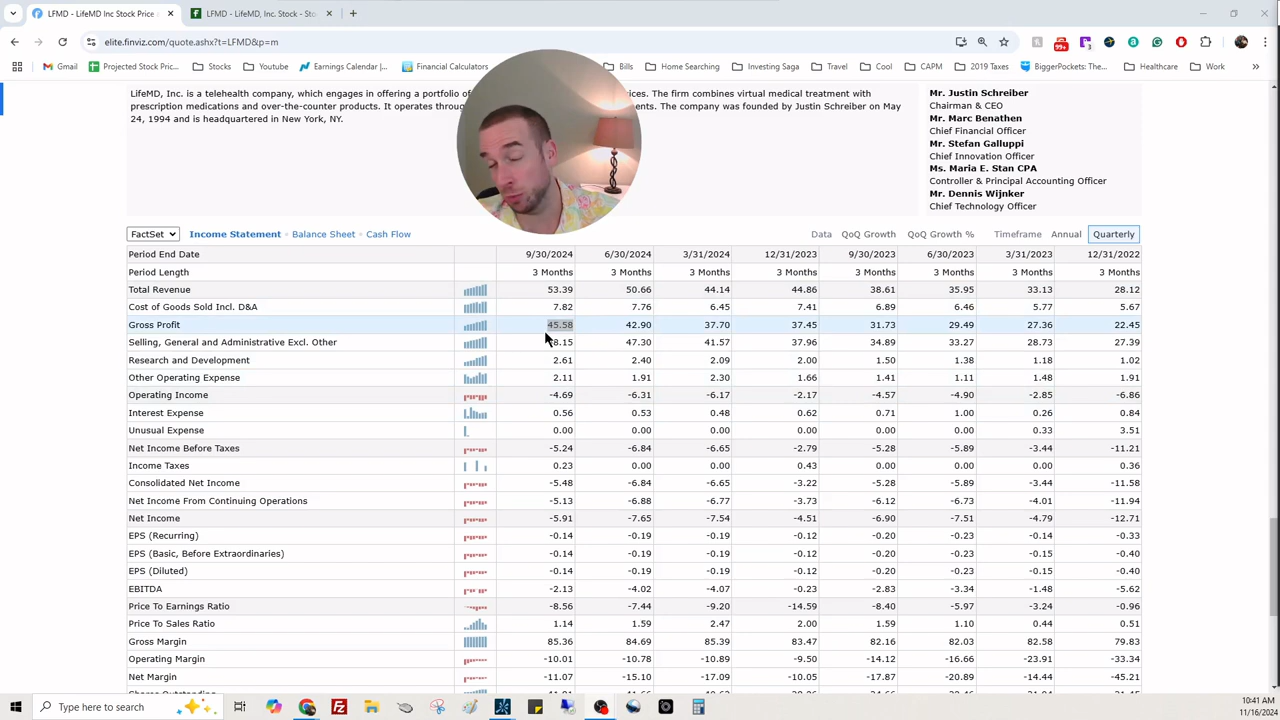 LFMD - LifeMD Inc Stock Price a
LFMD - LifeMD, Inc. Stock - Sto
elite.finviz.com/quote.ashx?t=LFMD&p=m
Gmail Projected Stock Pric... Stocks Youtube Earnings Calendar |... Financial Calculators Bills Home Searching Investing Saga Travel Cool CAPM 2019 Taxes BiggerPockets: The... Healthcare Work
LifeMD, Inc. is a telehealth company, which engages in offering a portfolio of ices. The firm combines virtual medical treatment with
prescription medications and over-the-counter products. It operates throu ments. The company was founded by Justin Schreiber on May
24, 1994 and is headquartered in New York, NY.
Mr. Justin Schreiber
Chairman & CEO
Mr. Marc Benathen
Chief Financial Officer
Mr. Stefan Galluppi
Chief Innovation Officer
Ms. Maria E. Stan CPA
Controller & Principal Accounting Officer
Mr. Dennis Wijnker
Chief Technology Officer
FactSet Income Statement • Balance Sheet • Cash Flow Data QoQ Growth QoQ Growth % Timeframe Annual Quarterly
Period End Date 9/30/2024 6/30/2024 3/31/2024 12/31/2023 9/30/2023 6/30/2023 3/31/2023 12/31/2022
Period Length 3 Months 3 Months 3 Months 3 Months 3 Months 3 Months 3 Months 3 Months
Total Revenue 53.39 50.66 44.14 44.86 38.61 35.95 33.13 28.12
Cost of Goods Sold Incl. D&A 7.82 7.76 6.45 7.41 6.89 6.46 5.77 5.67
Gross Profit 45.58 42.90 37.70 37.45 31.73 29.49 27.36 22.45
Selling, General and Administrative Excl. Other 8.15 47.30 41.57 37.96 34.89 33.27 28.73 27.39
Research and Development 2.61 2.40 2.09 2.00 1.50 1.38 1.18 1.02
Other Operating Expense 2.11 1.91 2.30 1.66 1.41 1.11 1.48 1.91
Operating Income -4.69 -6.31 -6.17 -2.17 -4.57 -4.90 -2.85 -6.86
Interest Expense 0.56 0.53 0.48 0.62 0.71 1.00 0.26 0.84
Unusual Expense 0.00 0.00 0.00 0.00 0.00 0.00 0.33 3.51
Net Income Before Taxes -5.24 -6.84 -6.65 -2.79 -5.28 -5.89 -3.44 -11.21
Income Taxes 0.23 0.00 0.00 0.43 0.00 0.00 0.00 0.36
Consolidated Net Income -5.48 -6.84 -6.65 -3.22 -5.28 -5.89 -3.44 -11.58
Net Income From Continuing Operations -5.13 -6.88 -6.77 -3.73 -6.12 -6.73 -4.01 -11.94
Net Income -5.91 -7.65 -7.54 -4.51 -6.90 -7.51 -4.79 -12.71
EPS (Recurring) -0.14 -0.19 -0.19 -0.12 -0.20 -0.23 -0.14 -0.33
EPS (Basic, Before Extraordinaries) -0.14 -0.19 -0.19 -0.12 -0.20 -0.23 -0.15 -0.40
EPS (Diluted) -0.14 -0.19 -0.19 -0.12 -0.20 -0.23 -0.15 -0.40
EBITDA -2.13 -4.02 -4.07 -0.23 -2.83 -3.34 -1.48 -5.62
Price To Earnings Ratio -8.56 -7.44 -9.20 -14.59 -8.40 -5.97 -3.24 -0.96
Price To Sales Ratio 1.14 1.59 2.47 2.00 1.59 1.10 0.44 0.51
Gross Margin 85.36 84.69 85.39 83.47 82.16 82.03 82.58 79.83
Operating Margin -10.01 -10.78 -10.89 -9.50 -14.12 -16.66 -23.91 -33.34
Net Margin -11.07 -15.10 -17.09 -10.05 -17.87 -20.89 -14.44 -45.21
Type here to search
10:41 AM
11/16/2024